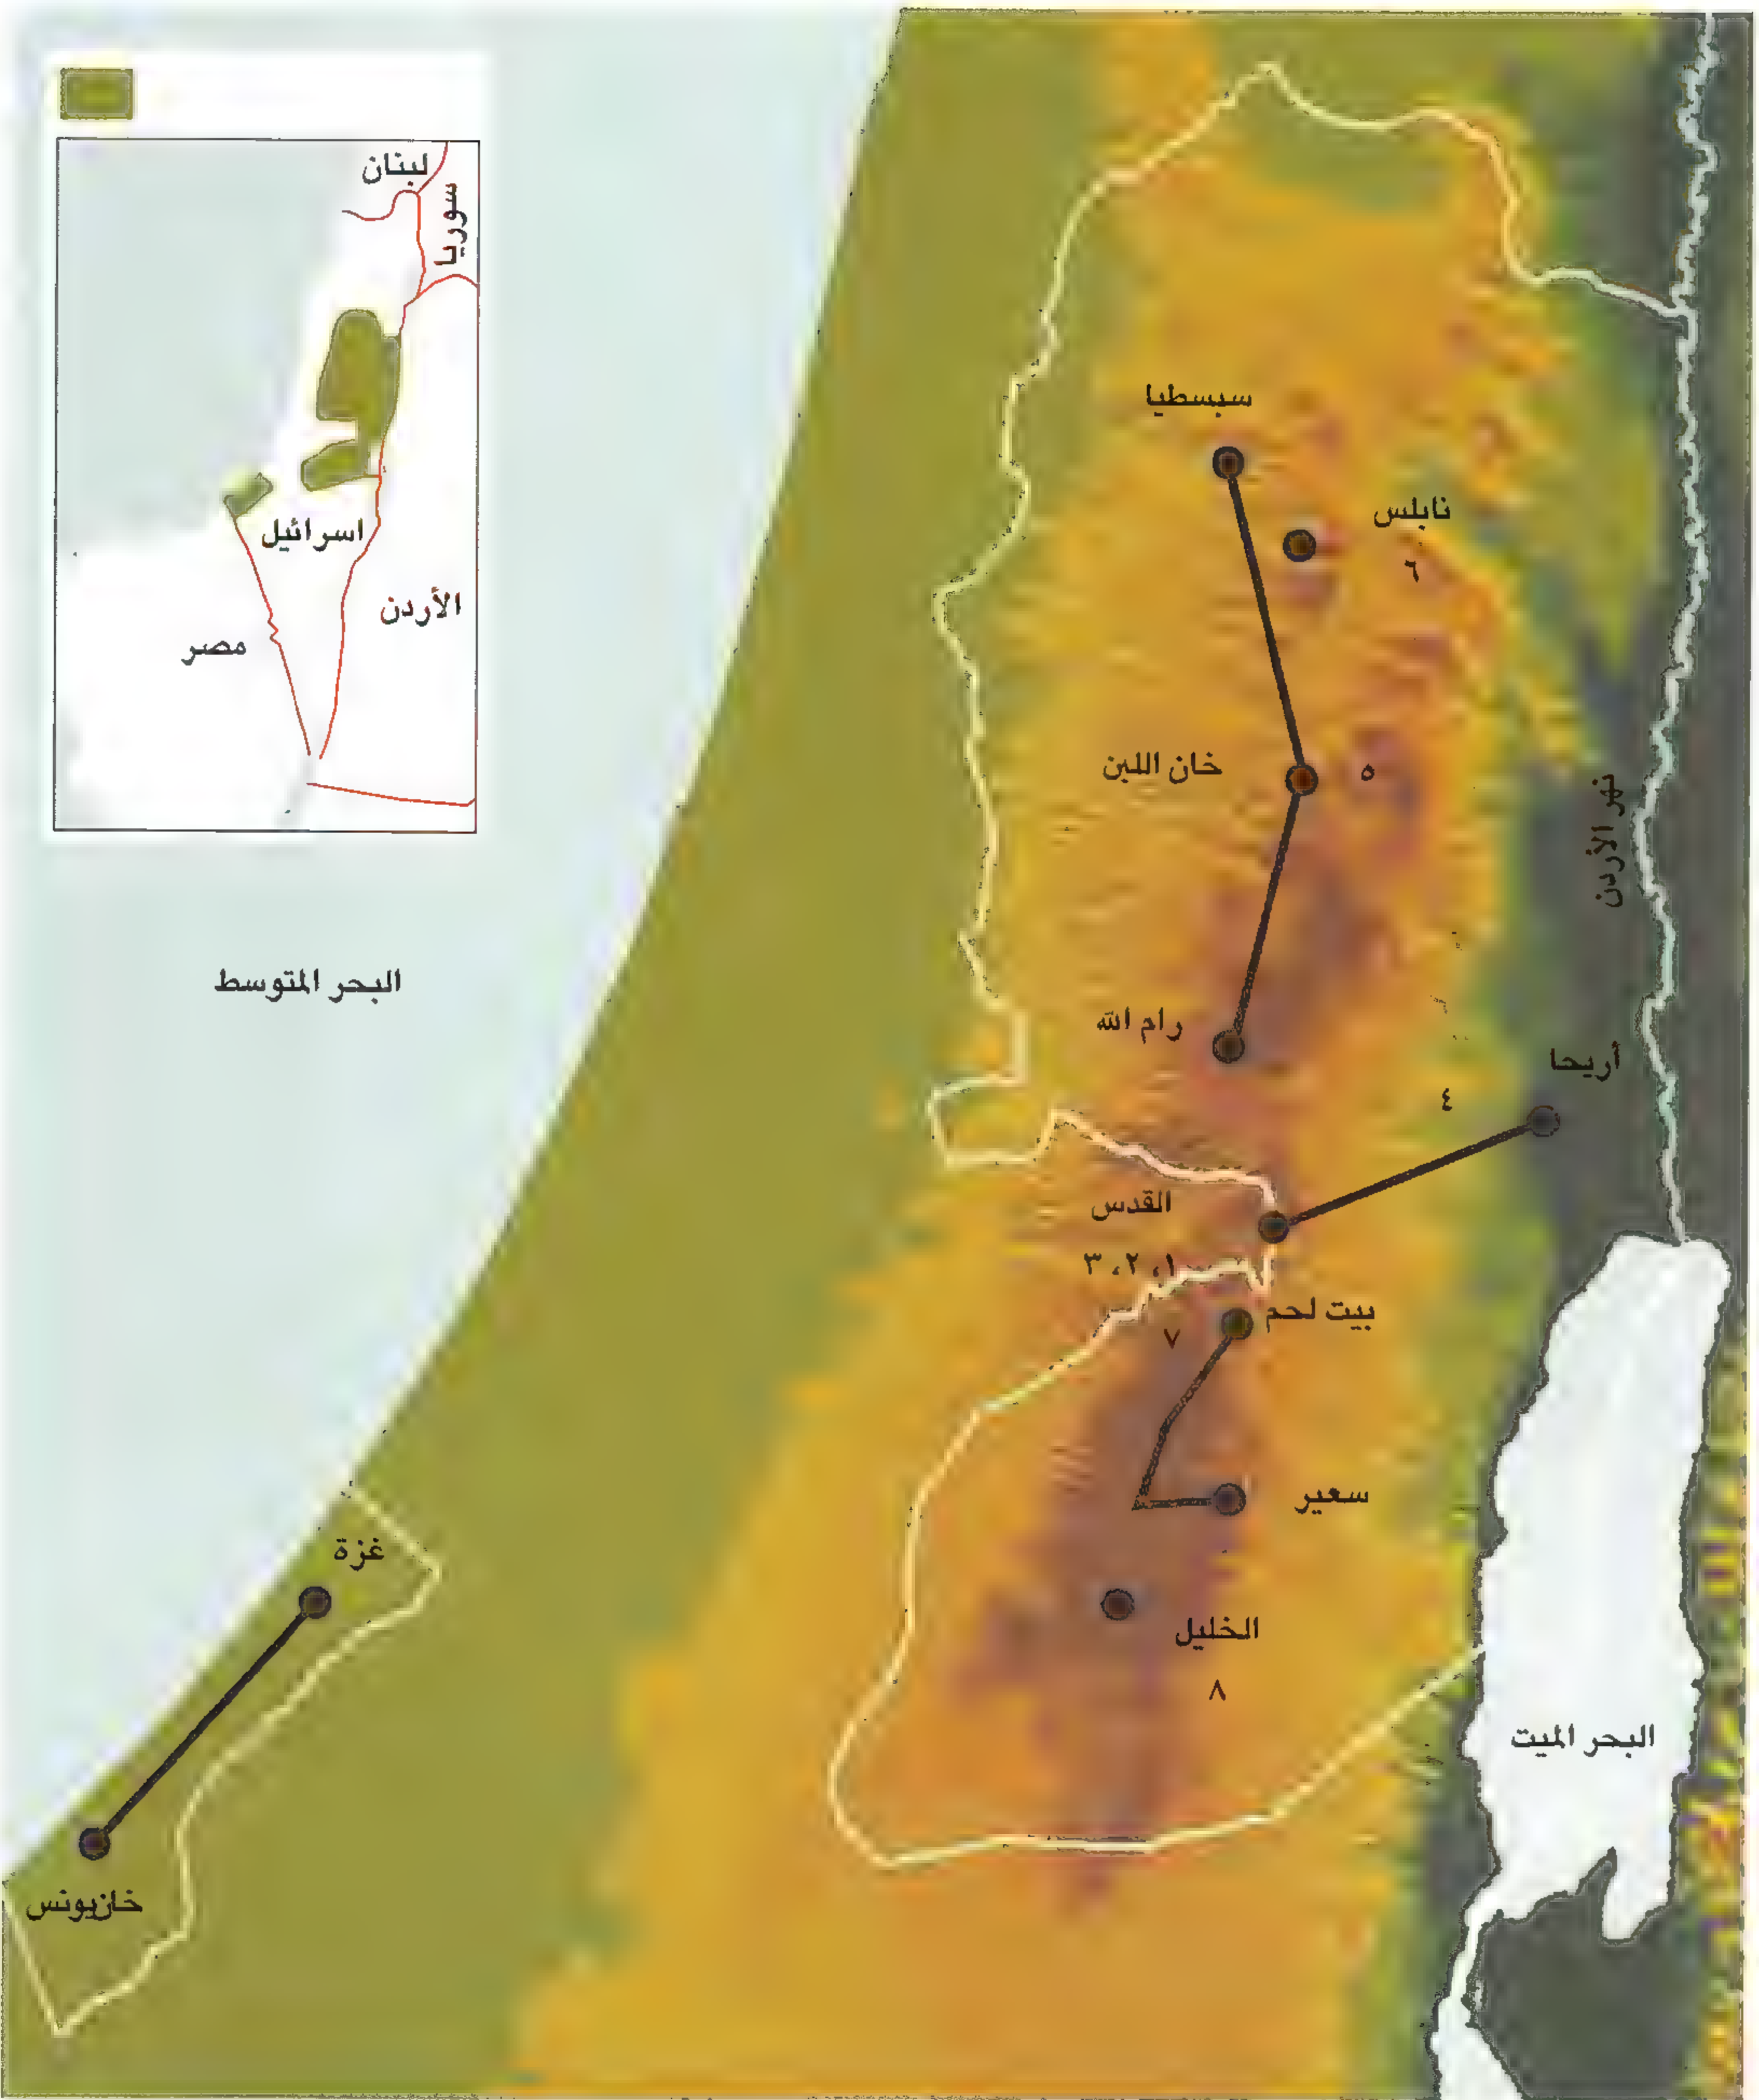 لبنان
سوريا
اسرائيل
الأردن
مصر
البحر المتوسط
سبسطيا
نابلس
٦
خان اللبن
٥
نهر الأردن
رام الله
أريحا
٤
القدس
١، ٢، ٣
بيت لحم
٧
سعير
الخليل
٨
البحر الميت
غزة
خانيونس